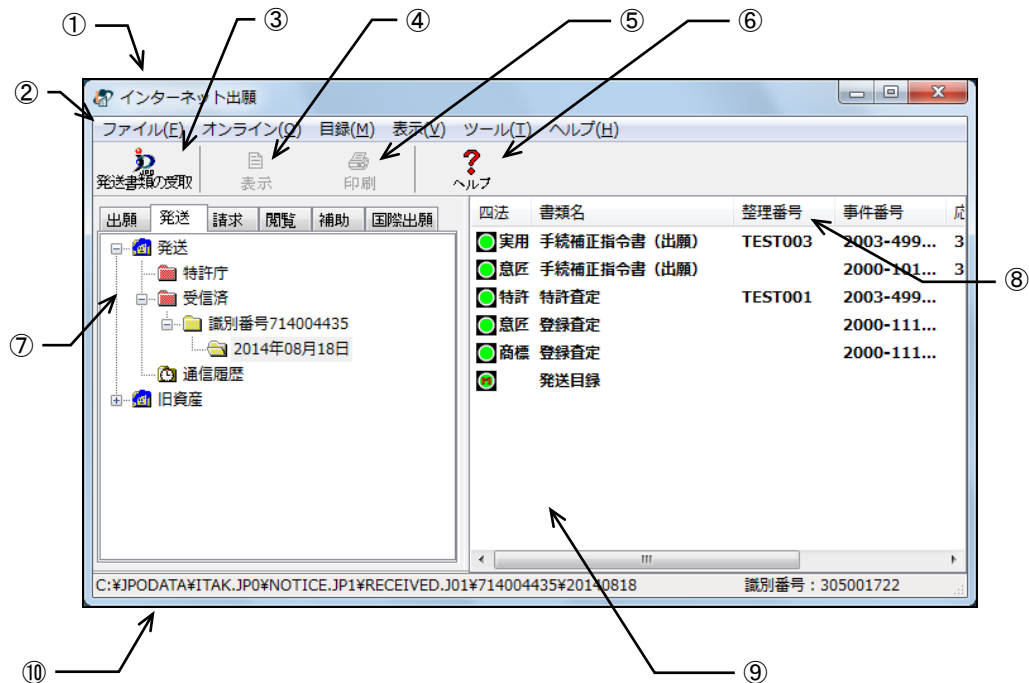 ① ③ ④ ⑤ ⑥
②
インターネット出願
ファイル(F) オンライン(O) 目録(M) 表示(V) ツール(T) ヘルプ(H)
発送書類の受取 表示 印刷 ヘルプ
出願 発送 請求 閲覧 補助 国際出願
発送
特許庁
受信済
識別番号714004435
2014年08月18日
通信履歴
旧資産
⑦
四法 書類名 整理番号 事件番号 応
実用 手続補正指令書(出願) TEST003 2003-499... 3
意匠 手続補正指令書(出願) 2000-101... 3
特許 特許査定 TEST001 2003-499...
意匠 登録査定 2000-111...
商標 登録査定 2000-111...
発送目録
⑧
C:¥JPODATA¥ITAK.JP0¥NOTICE.JP1¥RECEIVED.J01¥714004435¥20140818 識別番号:305001722
⑩ ⑨